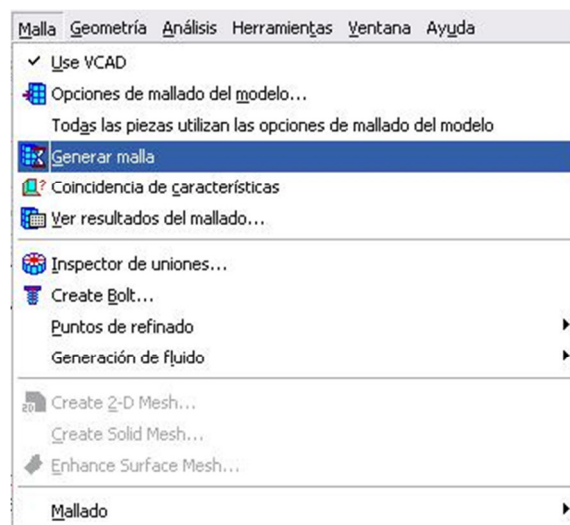 Malla Geometría Análisis Herramientas Ventana Ayuda
Use VCAD
Opciones de mallado del modelo...
Todas las piezas utilizan las opciones de mallado del modelo
Generar malla
Coincidencia de características
Ver resultados del mallado...
Inspector de uniones...
Create Bolt...
Puntos de refinado
Generación de fluido
2D Create 2-D Mesh...
Create Solid Mesh...
Enhance Surface Mesh...
Mallado